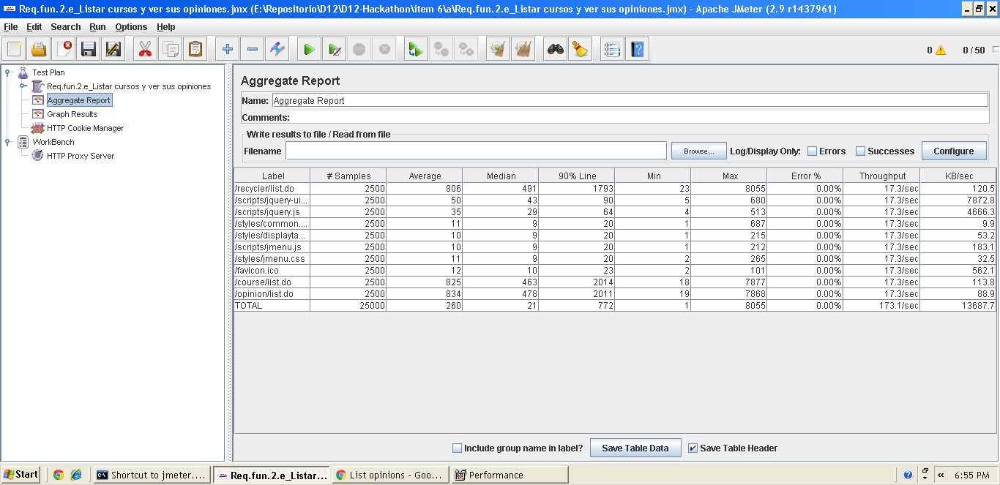 Req.fun.2.e_Listar cursos y ver sus opiniones.jmx (E:\Repositorio\D12\D12-Hackathon\item 6\a\Req.fun.2.e_Listar cursos y ver sus opiniones.jmx) - Apache JMeter (2.9 r1437961)
File Edit Search Run Options Help
0 0 / 50
Test Plan
Req.fun.2.e_Listar cursos y ver sus opiniones
Aggregate Report
Graph Results
HTTP Cookie Manager
WorkBench
HTTP Proxy Server
Aggregate Report
Name: Aggregate Report
Comments:
Write results to file / Read from file
Filename Browse... Log/Display Only: Errors Successes Configure
Label # Samples Average Median 90% Line Min Max Error % Throughput KB/sec
/recycler/list.do 2500 806 491 1793 23 8055 0.00% 17.3/sec 120.5
/scripts/jquery-ui... 2500 50 43 90 5 680 0.00% 17.3/sec 7872.8
/scripts/jquery.js 2500 35 29 64 4 513 0.00% 17.3/sec 4666.3
/styles/common.... 2500 11 9 20 1 687 0.00% 17.3/sec 9.9
/styles/displayta... 2500 10 9 20 1 215 0.00% 17.3/sec 53.2
/scripts/jmenu.js 2500 10 9 20 1 212 0.00% 17.3/sec 183.1
/styles/jmenu.css 2500 11 9 20 2 265 0.00% 17.3/sec 32.5
/favicon.ico 2500 12 10 23 2 101 0.00% 17.3/sec 562.1
/course/list.do 2500 825 463 2014 18 7877 0.00% 17.3/sec 113.8
/opinion/list.do 2500 834 478 2011 19 7868 0.00% 17.3/sec 88.9
TOTAL 25000 260 21 772 1 8055 0.00% 173.1/sec 13687.7
Include group name in label? Save Table Data Save Table Header
Start Shortcut to jmeter.... Req.fun.2.e_Listar... List opinions - Goo... Performance 6:55 PM